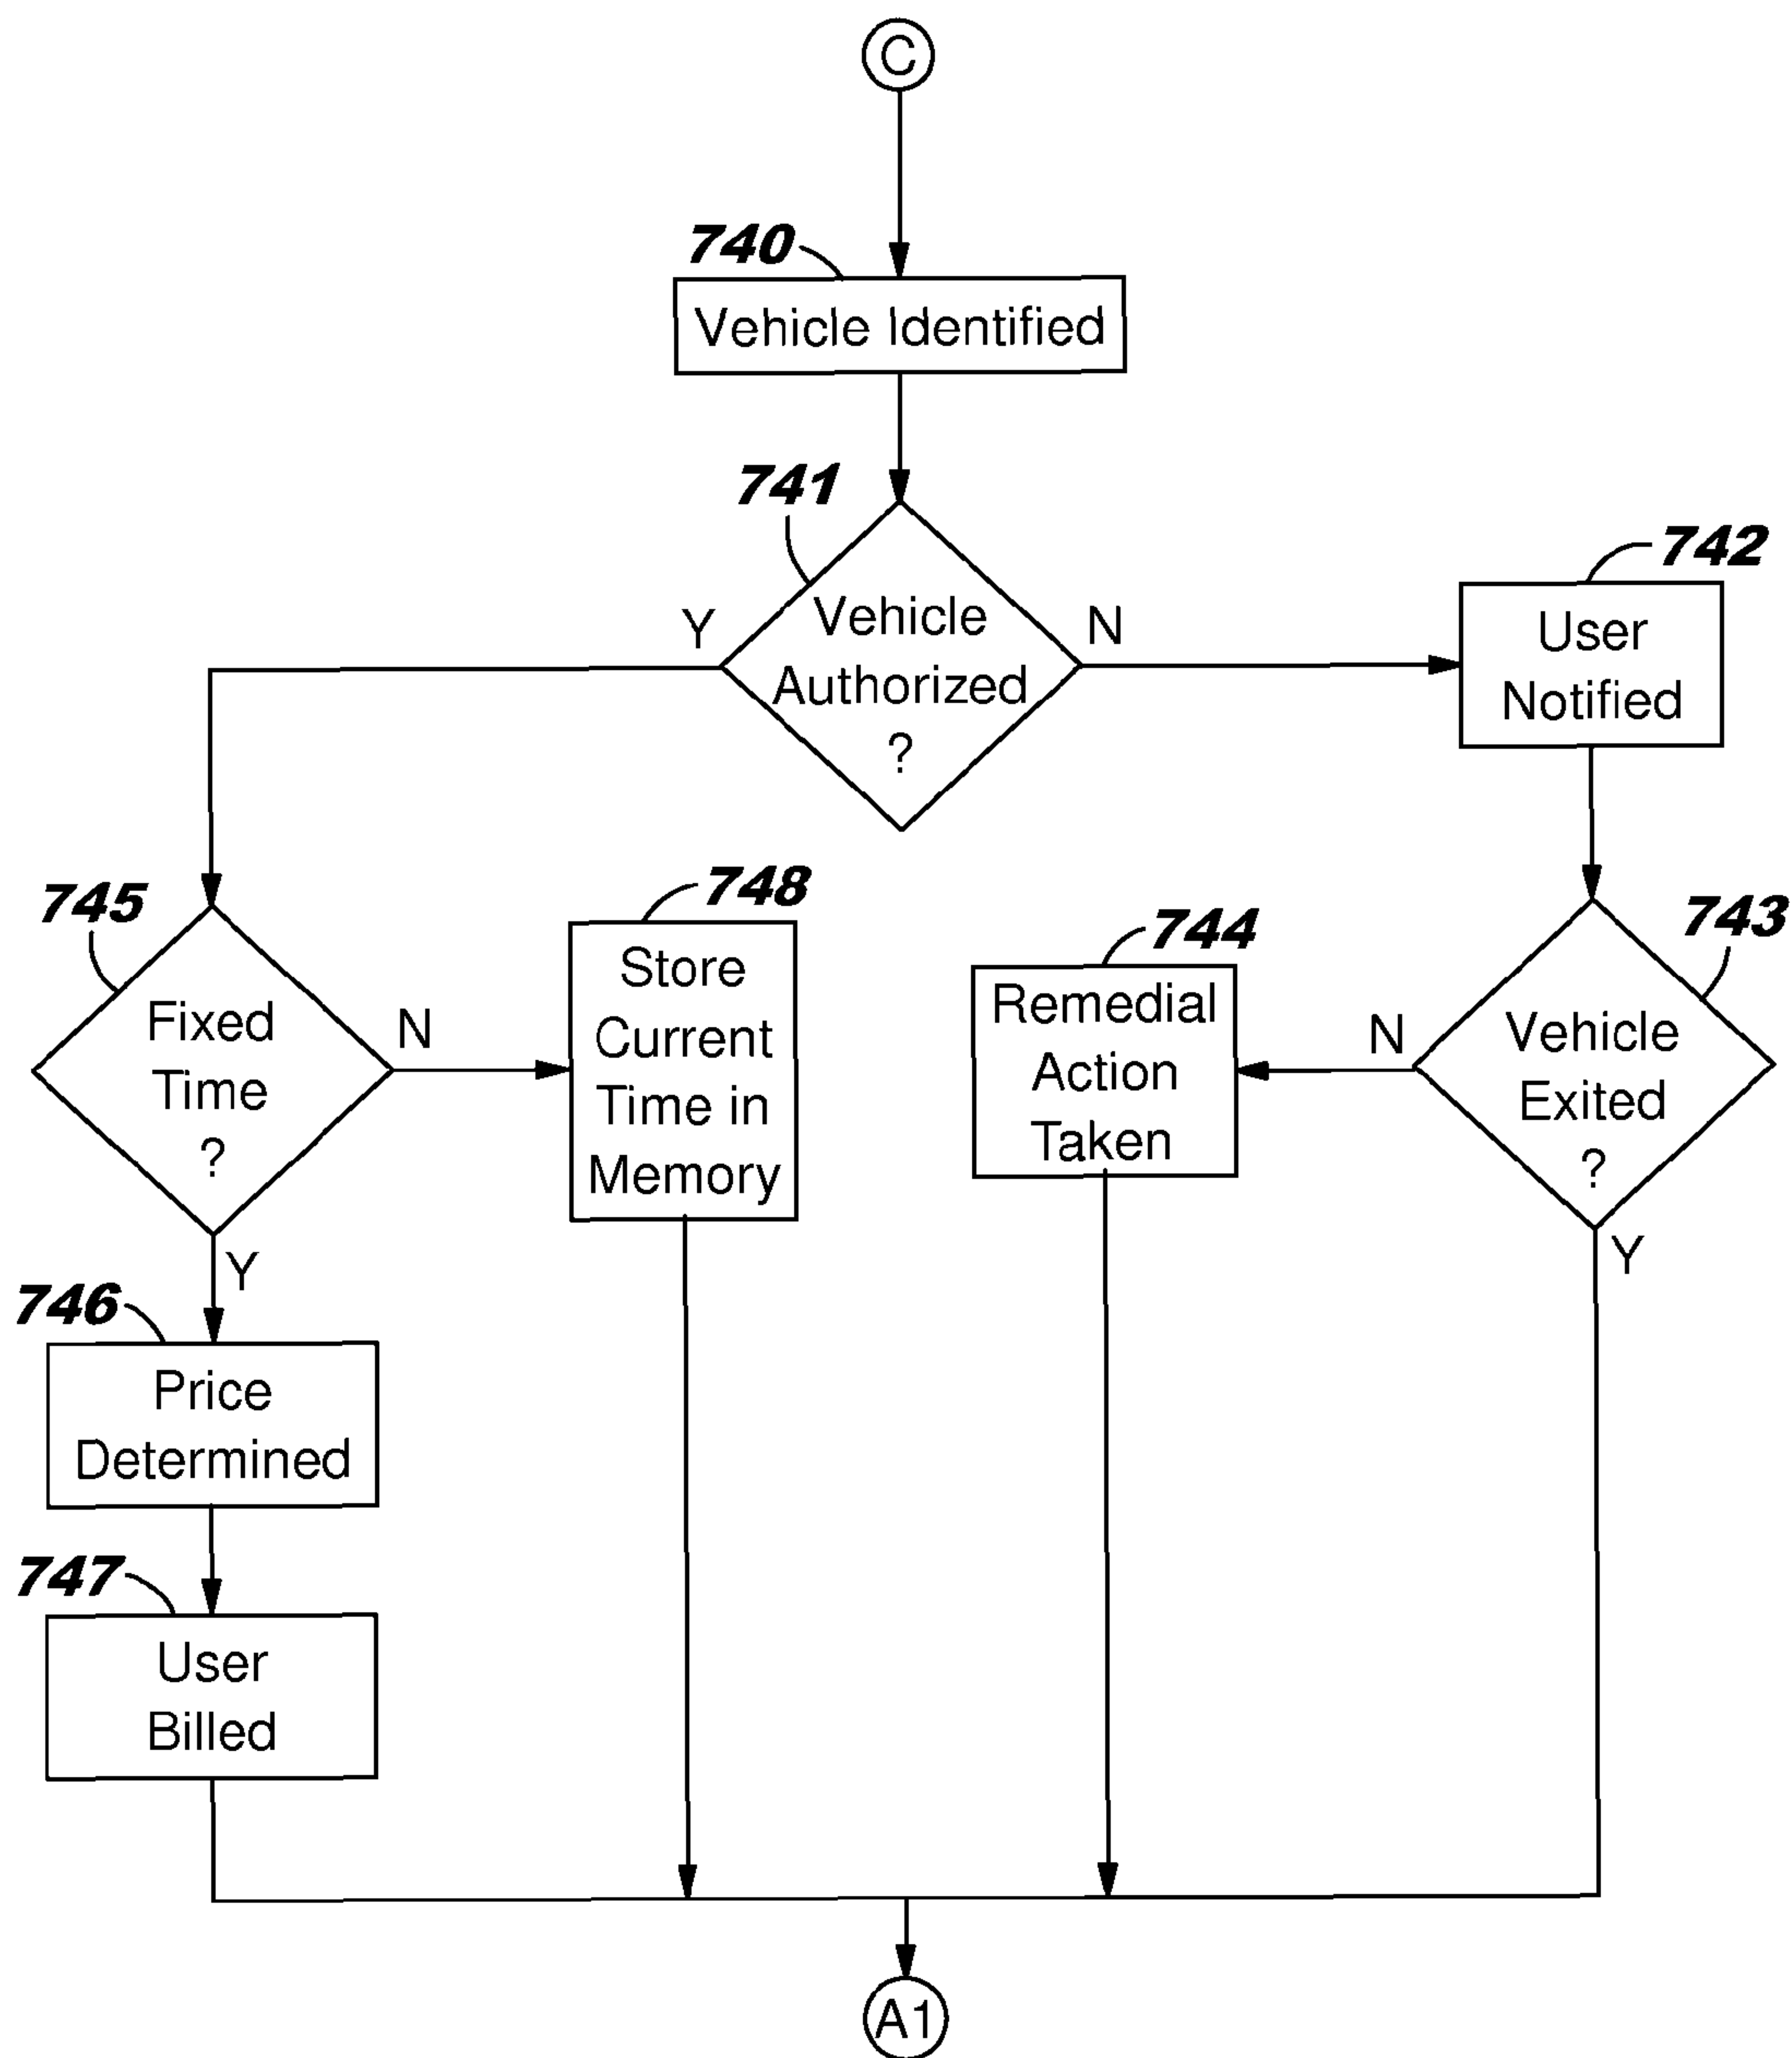 C
740
Vehicle Identified
741
Vehicle
Authorized
?
Y
N
742
User
Notified
745
Fixed
Time
?
N
Y
748
Store
Current
Time in
Memory
744
Remedial
Action
Taken
743
Vehicle
Exited
?
N
Y
746
Price
Determined
747
User
Billed
A1